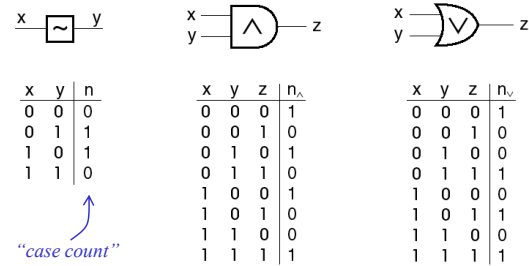 x ~ y
x y ∧ z
x y ∨ z
x y n
0 0 0
0 1 1
1 0 1
1 1 0
"case count"
x y z n∧
0 0 0 1
0 0 1 0
0 1 0 1
0 1 1 0
1 0 0 1
1 0 1 0
1 1 0 0
1 1 1 1
x y z n∨
0 0 0 1
0 0 1 0
0 1 0 0
0 1 1 1
1 0 0 0
1 0 1 1
1 1 0 0
1 1 1 1